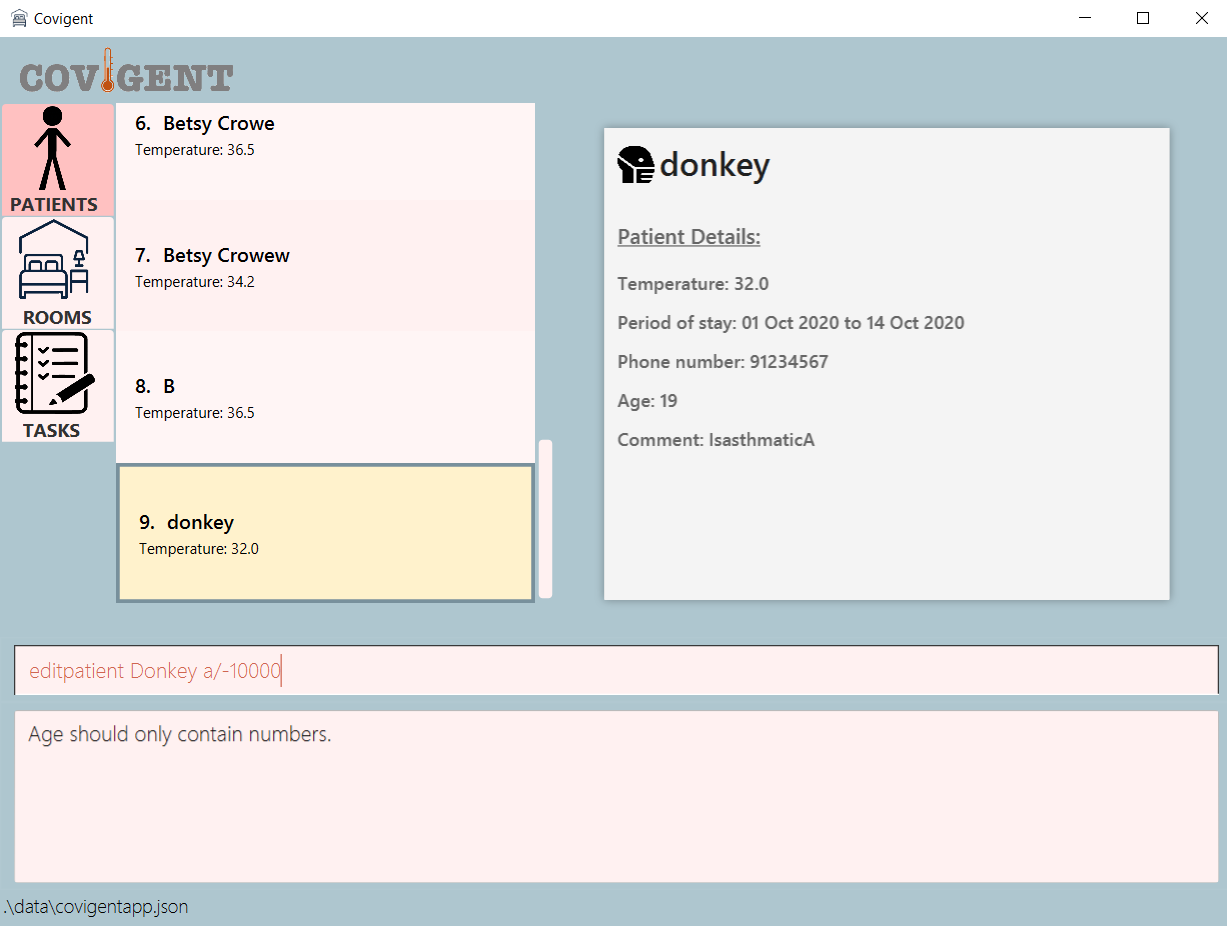 Covigent
COVIGENT
PATIENTS
ROOMS
TASKS
6. Betsy Crowe
Temperature: 36.5
7. Betsy Crowew
Temperature: 34.2
8. B
Temperature: 36.5
9. donkey
Temperature: 32.0
donkey
Patient Details:
Temperature: 32.0
Period of stay: 01 Oct 2020 to 14 Oct 2020
Phone number: 91234567
Age: 19
Comment: IsasthmaticA
editpatient Donkey a/-10000
Age should only contain numbers.
.\data\covigentapp.json